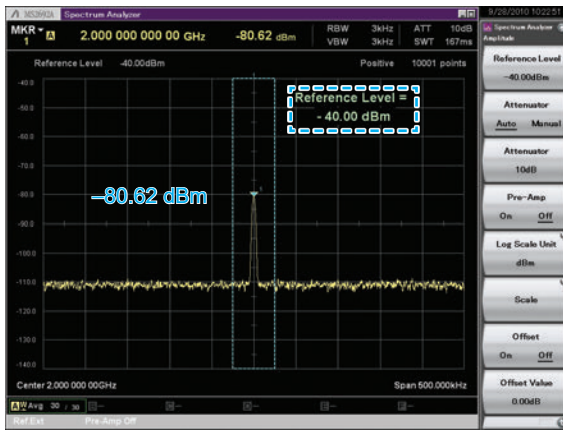 MS2692A Spectrum Analyzer
9/28/2010 10:22:51
MKR 1 A 2.000 000 000 00 GHz -80.62 dBm
RBW 3kHz
VBW 3kHz
ATT 10dB
SWT 167ms
Reference Level -40.00dBm
Positive 10001 points
Reference Level =
- 40.00 dBm
–80.62 dBm
1
-40.0
-60.0
-70.0
-80.0
-90.0
-100.0
-110.0
-120.0
-130.0
-140.0
Center 2.000 000 00GHz
Span 500.000kHz
A W Avg 30 / 30
Ref.Ext Pre-Amp Off
Spectrum Analyzer
Amplitude
Reference Level
-40.00dBm
Attenuator
Auto Manual
Attenuator
10dB
Pre-Amp
On Off
Log Scale Unit
dBm
Scale
Offset
On Off
Offset Value
0.00dB